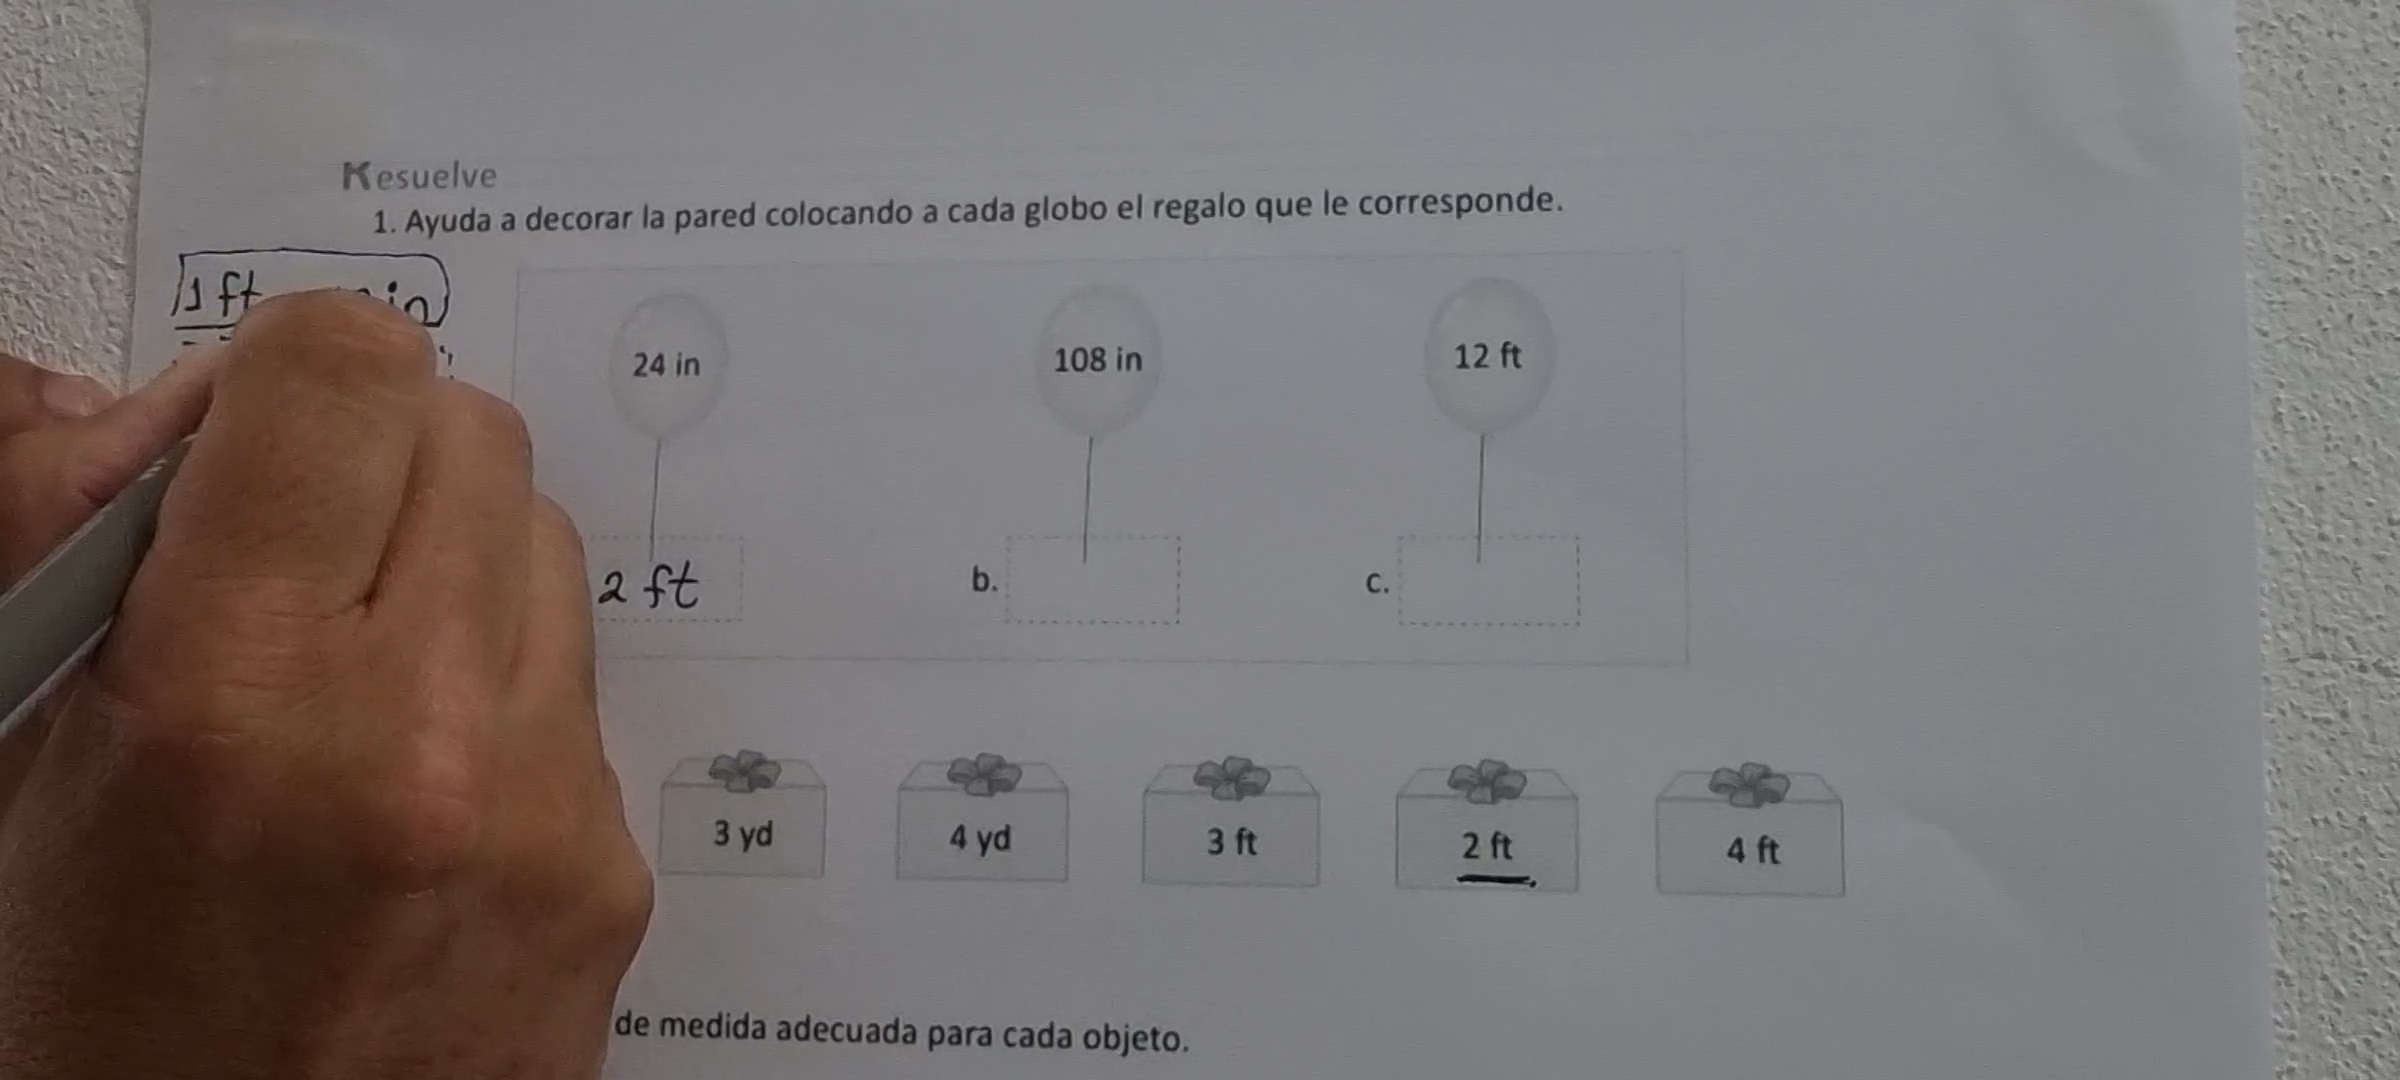 Resuelve
1. Ayuda a decorar la pared colocando a cada globo el regalo que le corresponde.
1 ft in
24 in
108 in
12 ft
2 ft
b.
c.
3 yd
4 yd
3 ft
2 ft
4 ft
de medida adecuada para cada objeto.